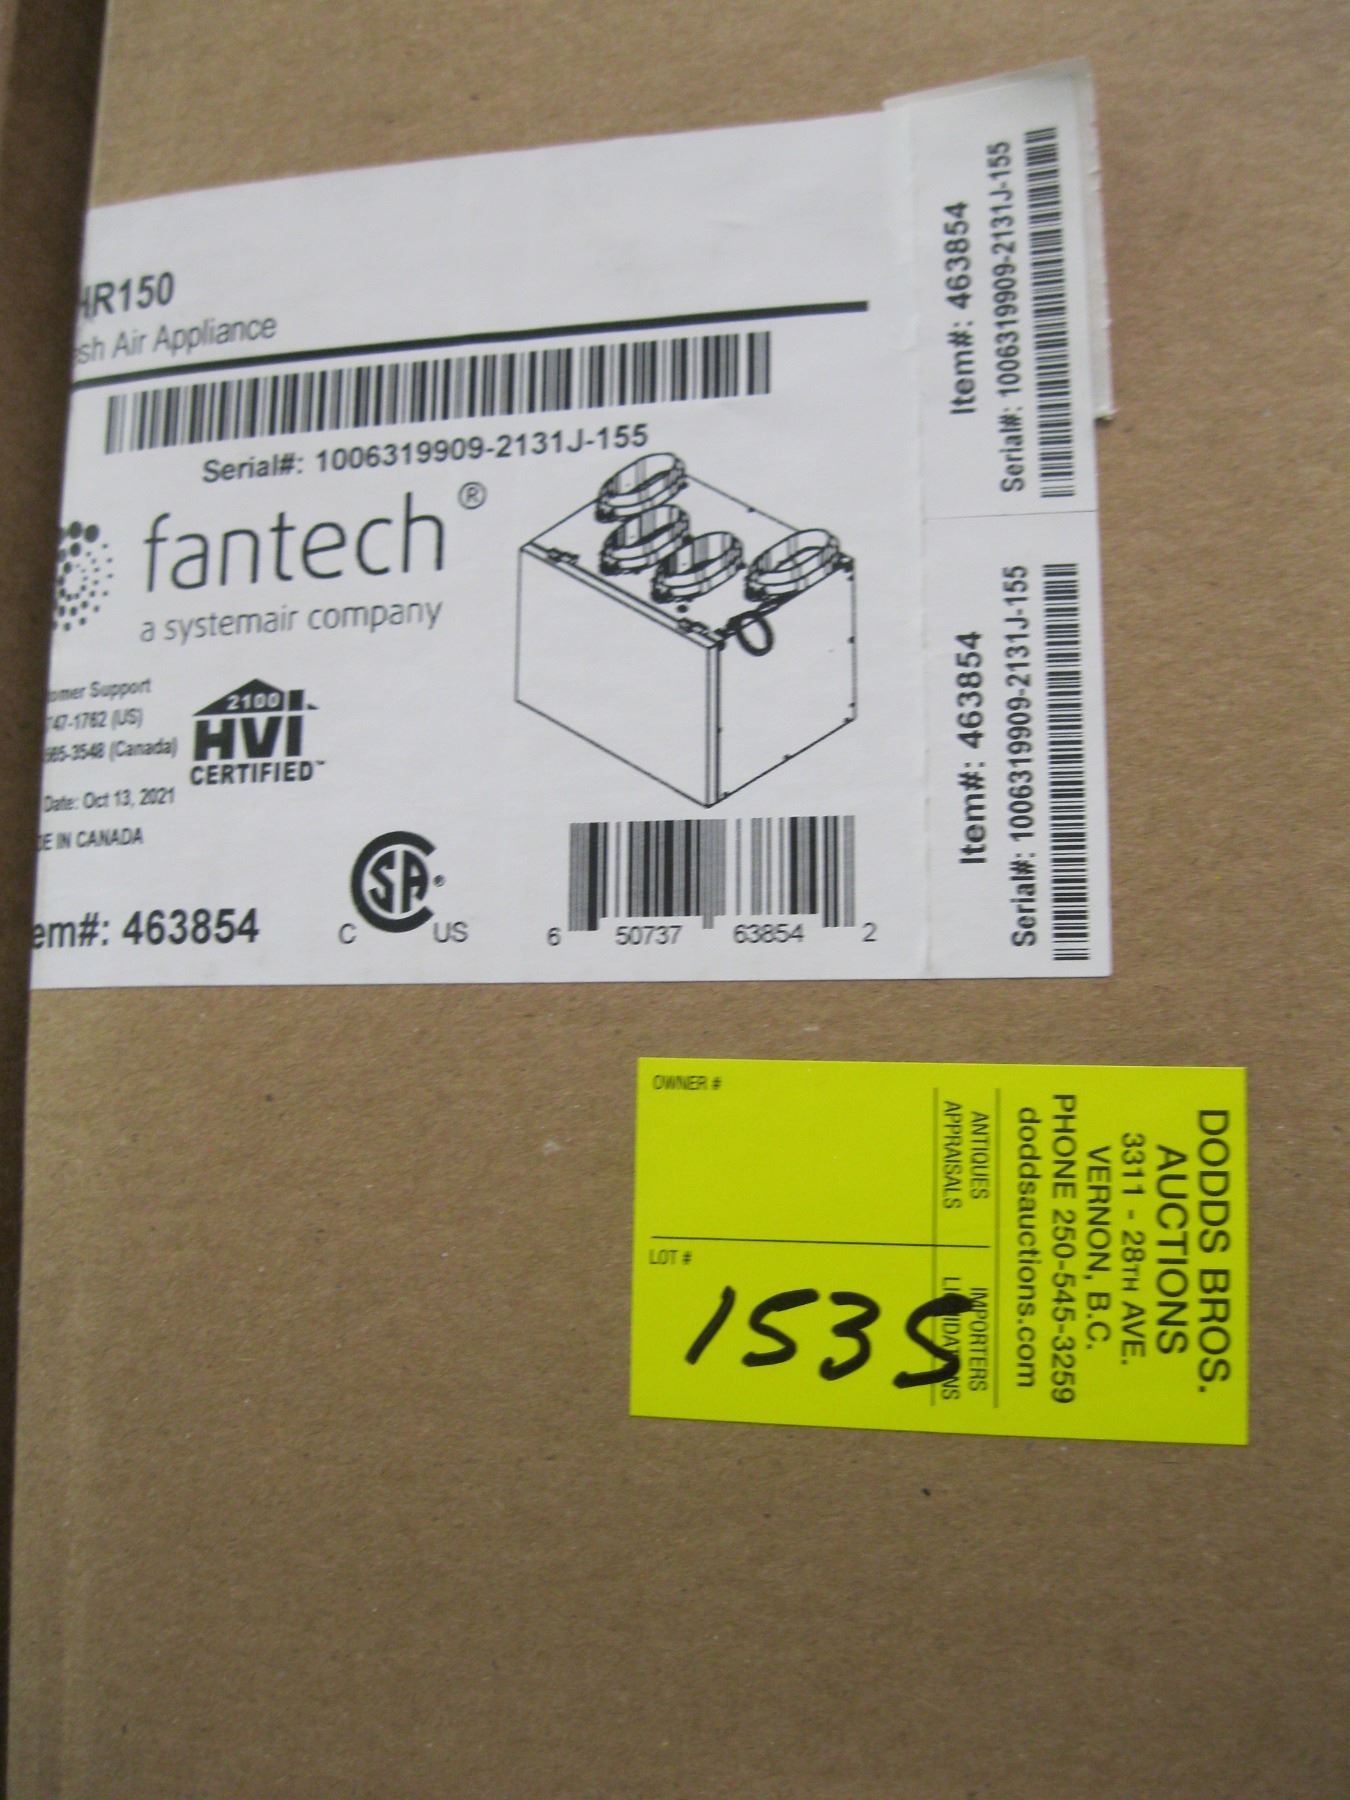 HR150
sh Air Appliance
Serial#: 1006319909-2131J-155
fantech®
a systemair company
omer Support
747-1762 (US)
565-3548 (Canada)
2100
HVI
CERTIFIED™
Date: Oct 13, 2021
E IN CANADA
em#: 463854
CSA®
C US
6 50737 63854 2
Item#: 463854
Serial#: 1006319909-2131J-155
Item#: 463854
Serial#: 1006319909-2131J-155
DODDS BROS.
AUCTIONS
3311 - 28TH AVE.
VERNON, B.C.
PHONE 250-545-3259
doddsauctions.com
ANTIQUES IMPORTERS
APPRAISALS LIQUIDATIONS
OWNER #
LOT #
1535